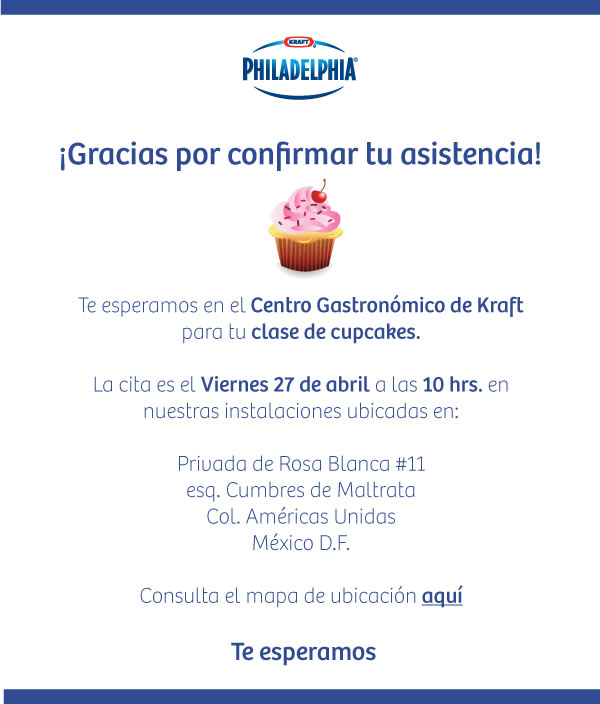 KRAFT
PHILADELPHIA®
¡Gracias por confirmar tu asistencia!
Te esperamos en el Centro Gastronómico de Kraft
para tu clase de cupcakes.
La cita es el Viernes 27 de abril a las 10 hrs. en
nuestras instalaciones ubicadas en:
Privada de Rosa Blanca #11
esq. Cumbres de Maltrata
Col. Américas Unidas
México D.F.
Consulta el mapa de ubicación aquí
Te esperamos